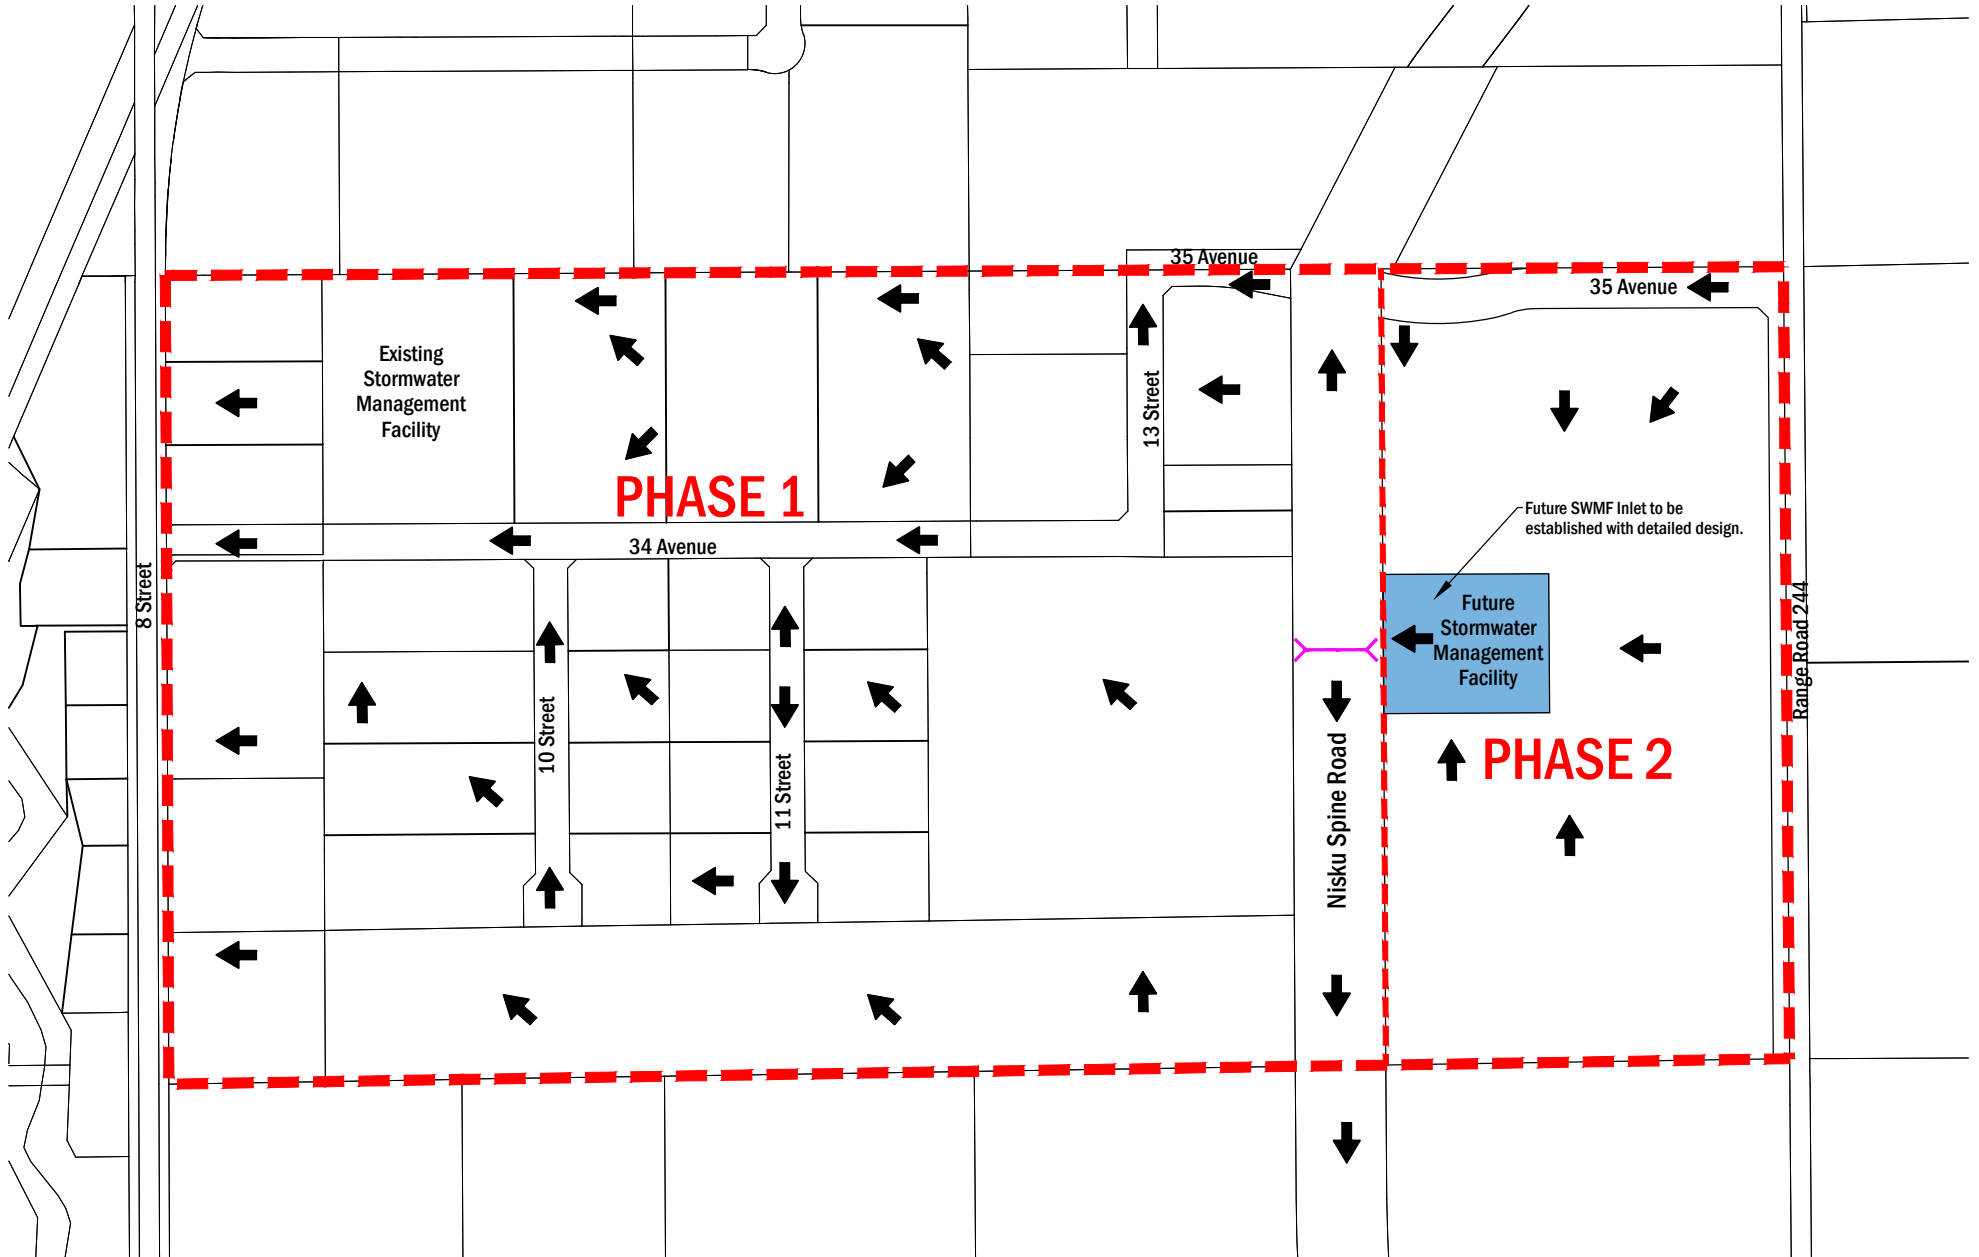 35 Avenue
35 Avenue
Existing
Stormwater
Management
Facility
13 Street
PHASE 1
Future SWMF Inlet to be
established with detailed design.
34 Avenue
8 Street
Future
Stormwater
Management
Facility
Range Road 244
10 Street
11 Street
Nisku Spine Road
PHASE 2